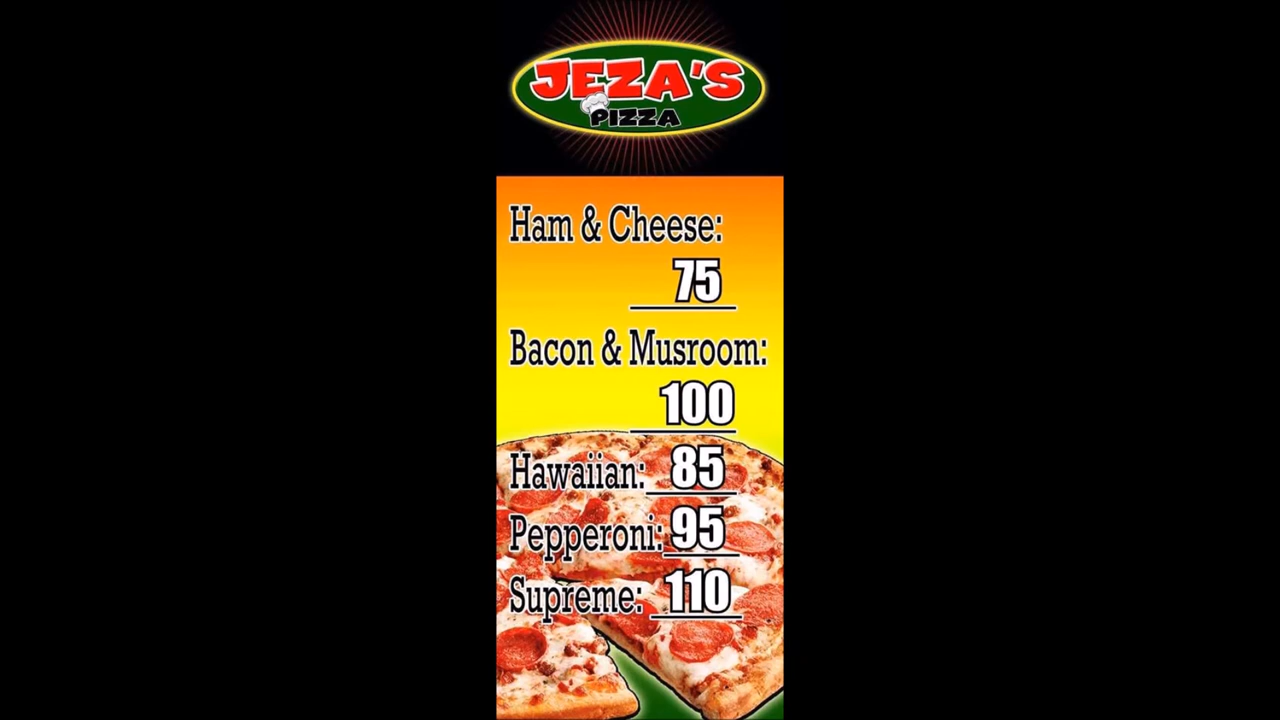 JEZA'S
PIZZA
Ham & Cheese:
75
Bacon & Musroom:
100
Hawaiian: 85
Pepperoni: 95
Supreme: 110